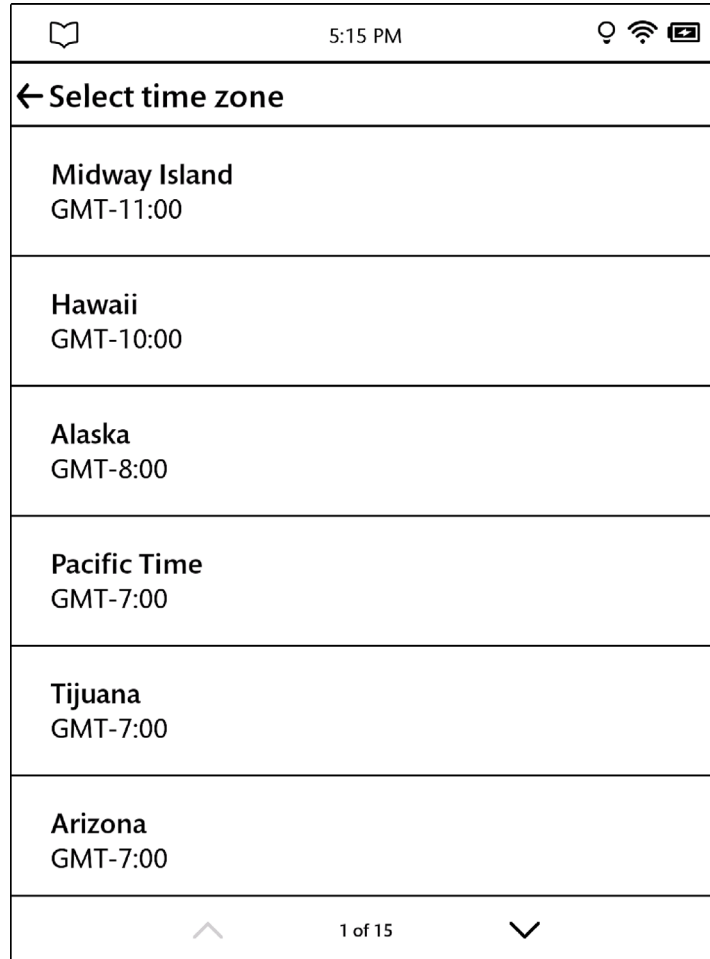 5:15 PM
Select time zone
Midway Island
GMT-11:00
Hawaii
GMT-10:00
Alaska
GMT-8:00
Pacific Time
GMT-7:00
Tijuana
GMT-7:00
Arizona
GMT-7:00
1 of 15